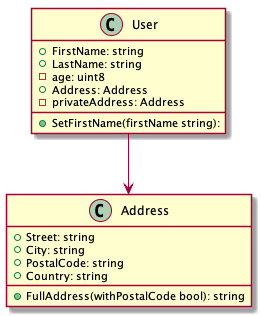 C User
FirstName: string
LastName: string
age: uint8
Address: Address
privateAddress: Address
SetFirstName(firstName string):
C Address
Street: string
City: string
PostalCode: string
Country: string
FullAddress(withPostalCode bool): string